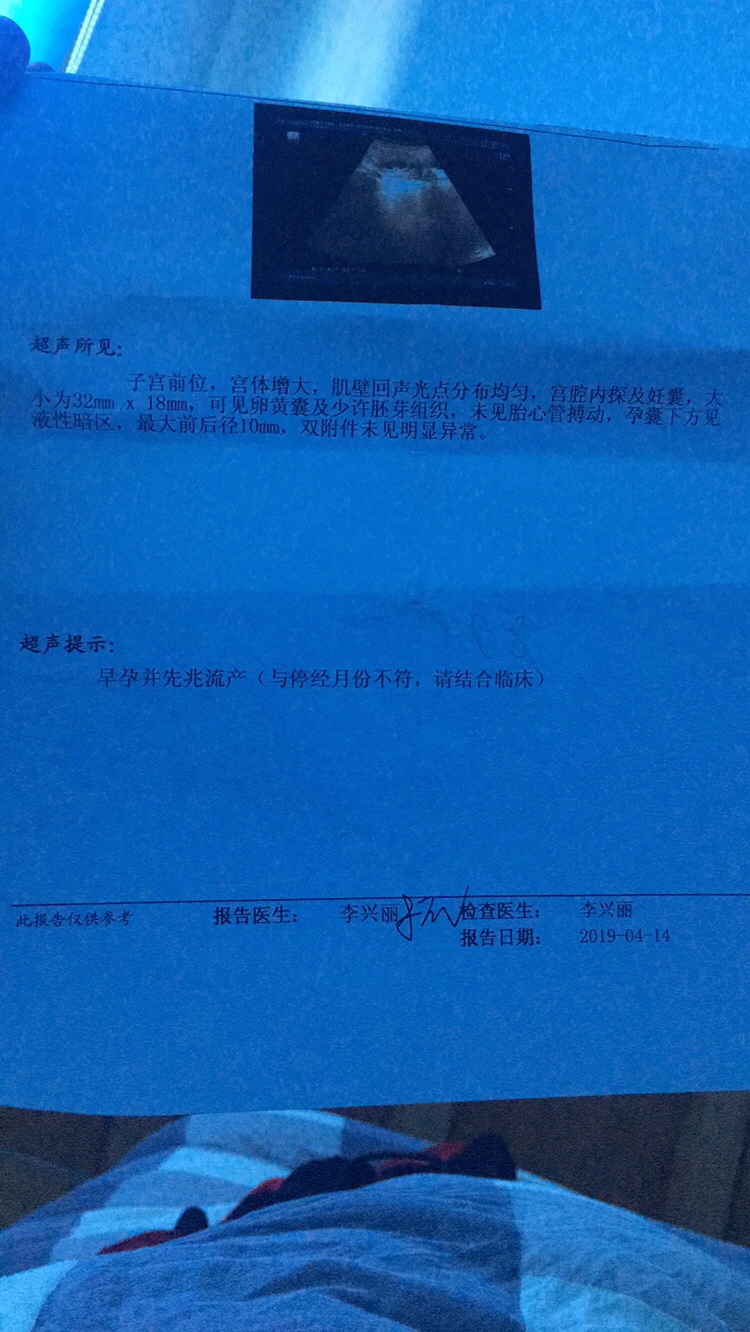 超声所见：
子宫前位，宫体增大，肌壁回声光点分布均匀，宫腔内探及妊囊，大
小为32mm x 18mm，可见卵黄囊及少许胚芽组织，未见胎心管搏动，孕囊下方见
液性暗区，最大前后径10mm，双附件未见明显异常。
超声提示：
早孕并先兆流产（与停经月份不符，请结合临床）
此报告仅供参考 报告医生： 李兴丽 检查医生： 李兴丽
报告日期： 2019-04-14